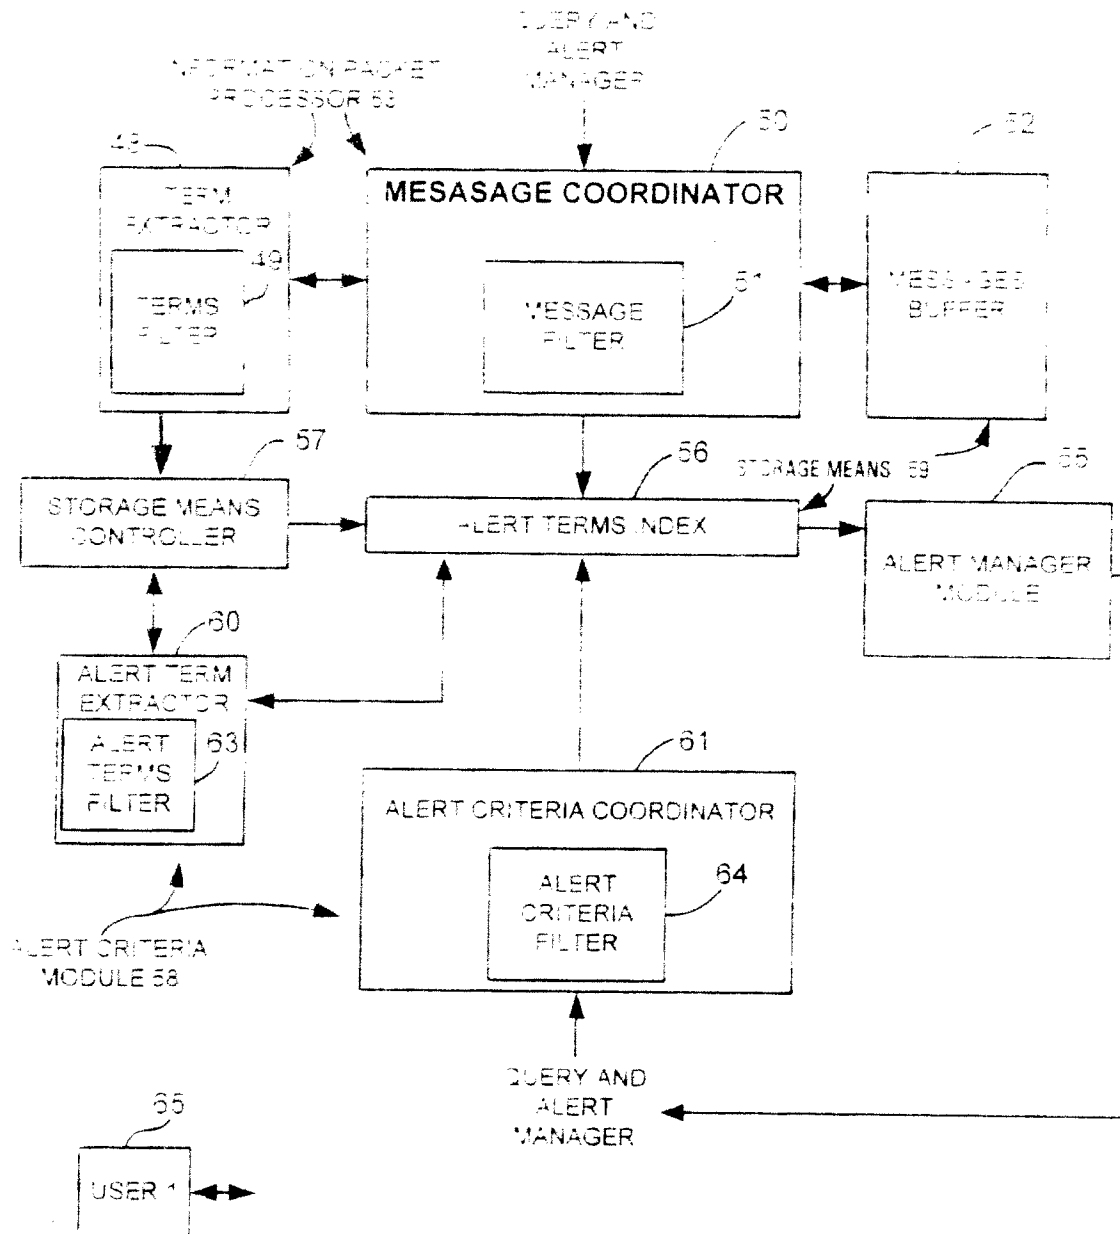 QUERY AND
ALERT
MANAGER
INFORMATION PACKET
PROCESSOR 53
48
50
52
TERM
EXTRACTOR
49
TERMS
FILTER
MESASAGE COORDINATOR
51
MESSAGE
FILTER
MESSAGES
BUFFER
57
56
STORAGE MEANS 59
55
STORAGE MEANS
CONTROLLER
ALERT TERMS INDEX
ALERT MANAGER
MODULE
60
ALERT TERM
EXTRACTOR
63
ALERT
TERMS
FILTER
61
ALERT CRITERIA COORDINATOR
64
ALERT
CRITERIA
FILTER
ALERT CRITERIA
MODULE 58
QUERY AND
ALERT
MANAGER
65
USER 1